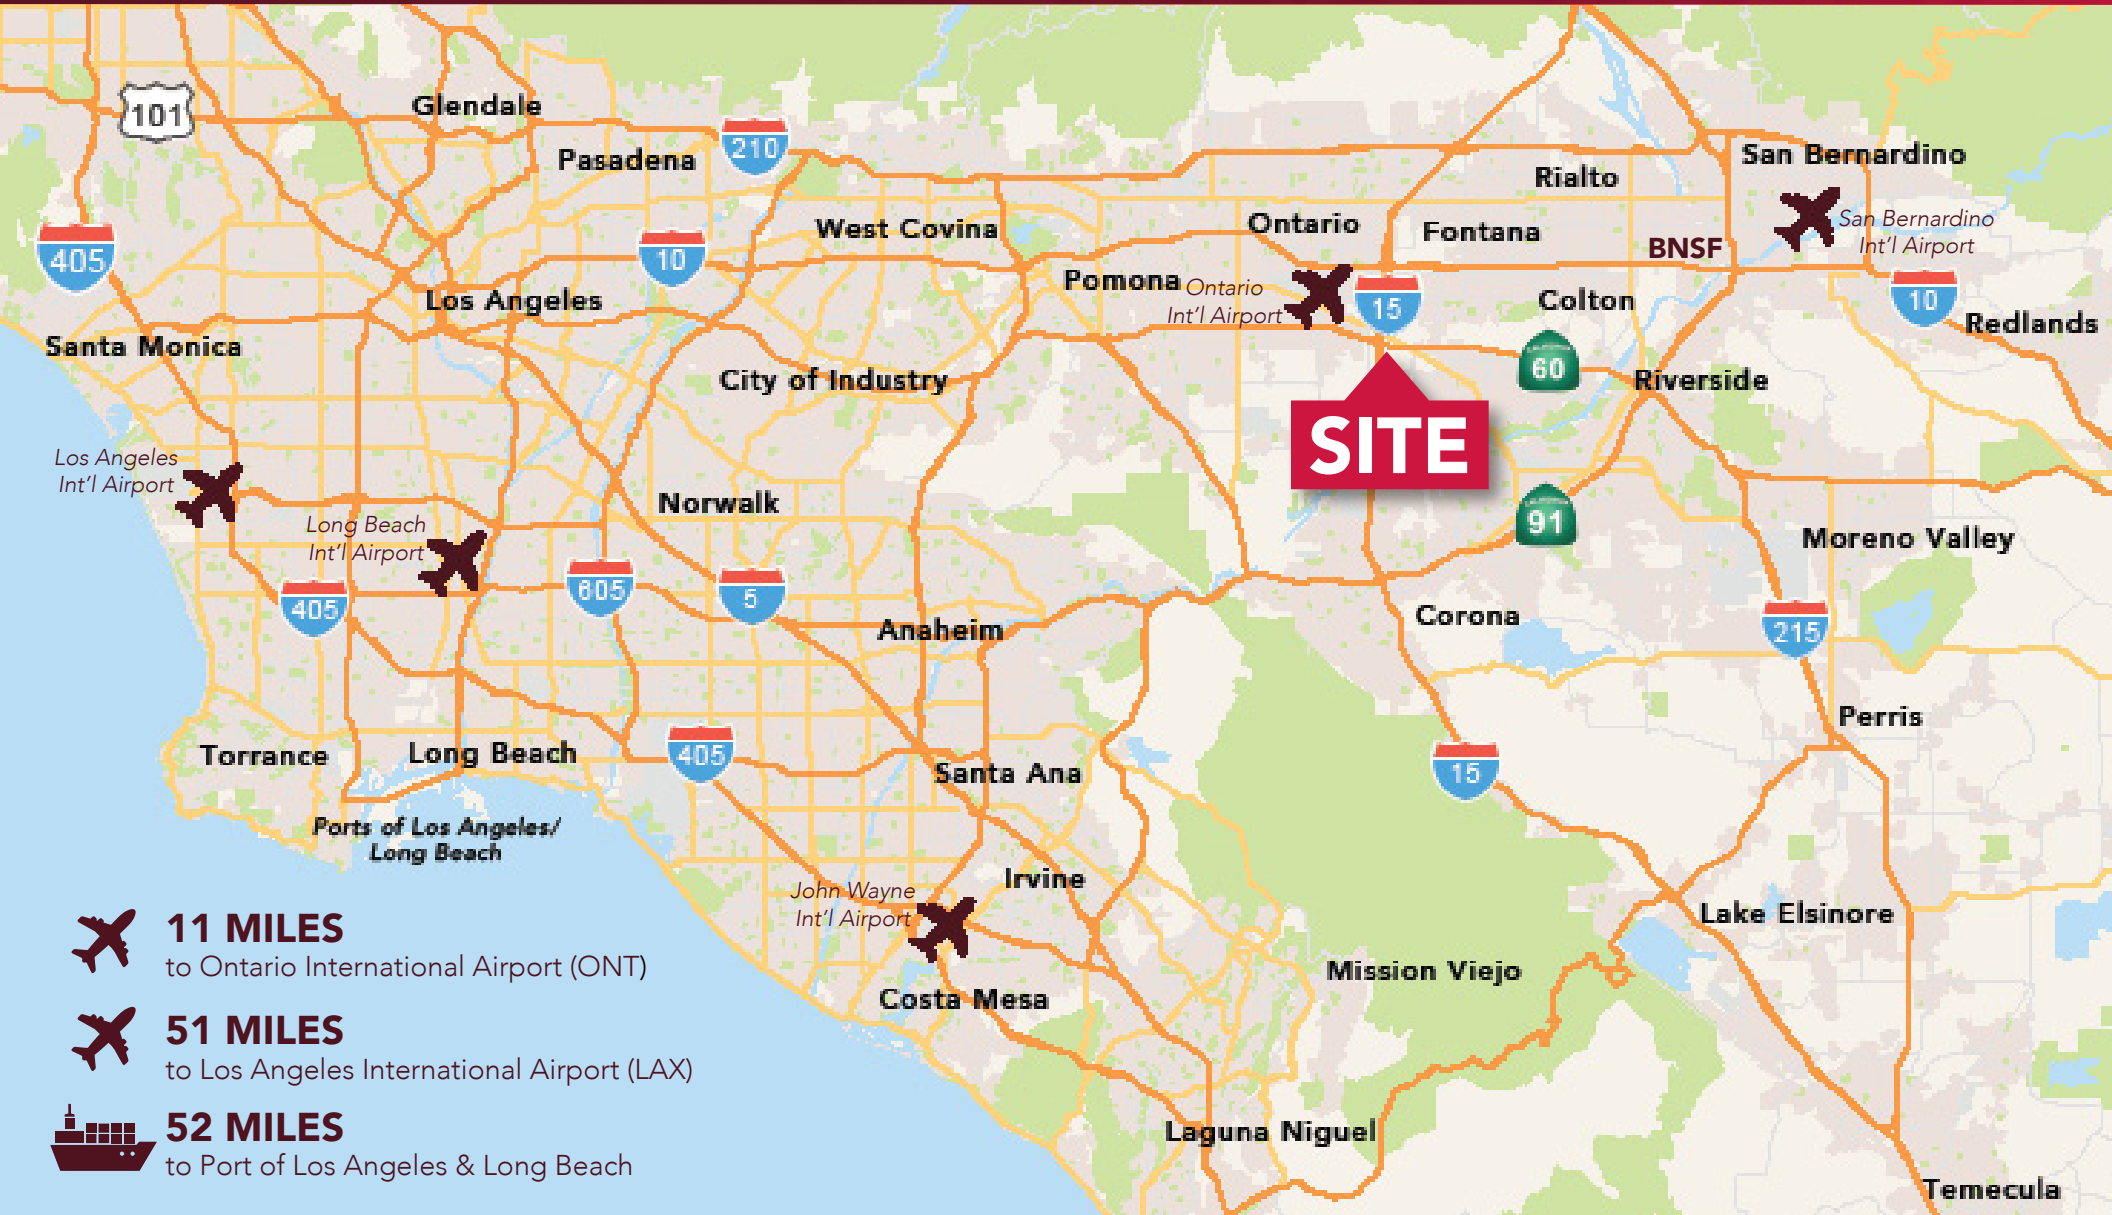 101
Glendale
210
Pasadena
San Bernardino
Rialto
West Covina
Ontario
Fontana
San Bernardino
Int'l Airport
BNSF
405
10
Pomona
Ontario
Int'l Airport
15
Colton
10
Los Angeles
Redlands
Santa Monica
City of Industry
60
Riverside
SITE
Los Angeles
Int'l Airport
Norwalk
Long Beach
Int'l Airport
91
Moreno Valley
405
605
5
Anaheim
Corona
215
Perris
Torrance
Long Beach
405
Santa Ana
15
Ports of Los Angeles/
Long Beach
Irvine
John Wayne
Int'l Airport
Lake Elsinore
11 MILES
to Ontario International Airport (ONT)
Mission Viejo
Costa Mesa
51 MILES
to Los Angeles International Airport (LAX)
52 MILES
to Port of Los Angeles & Long Beach
Laguna Niguel
Temecula